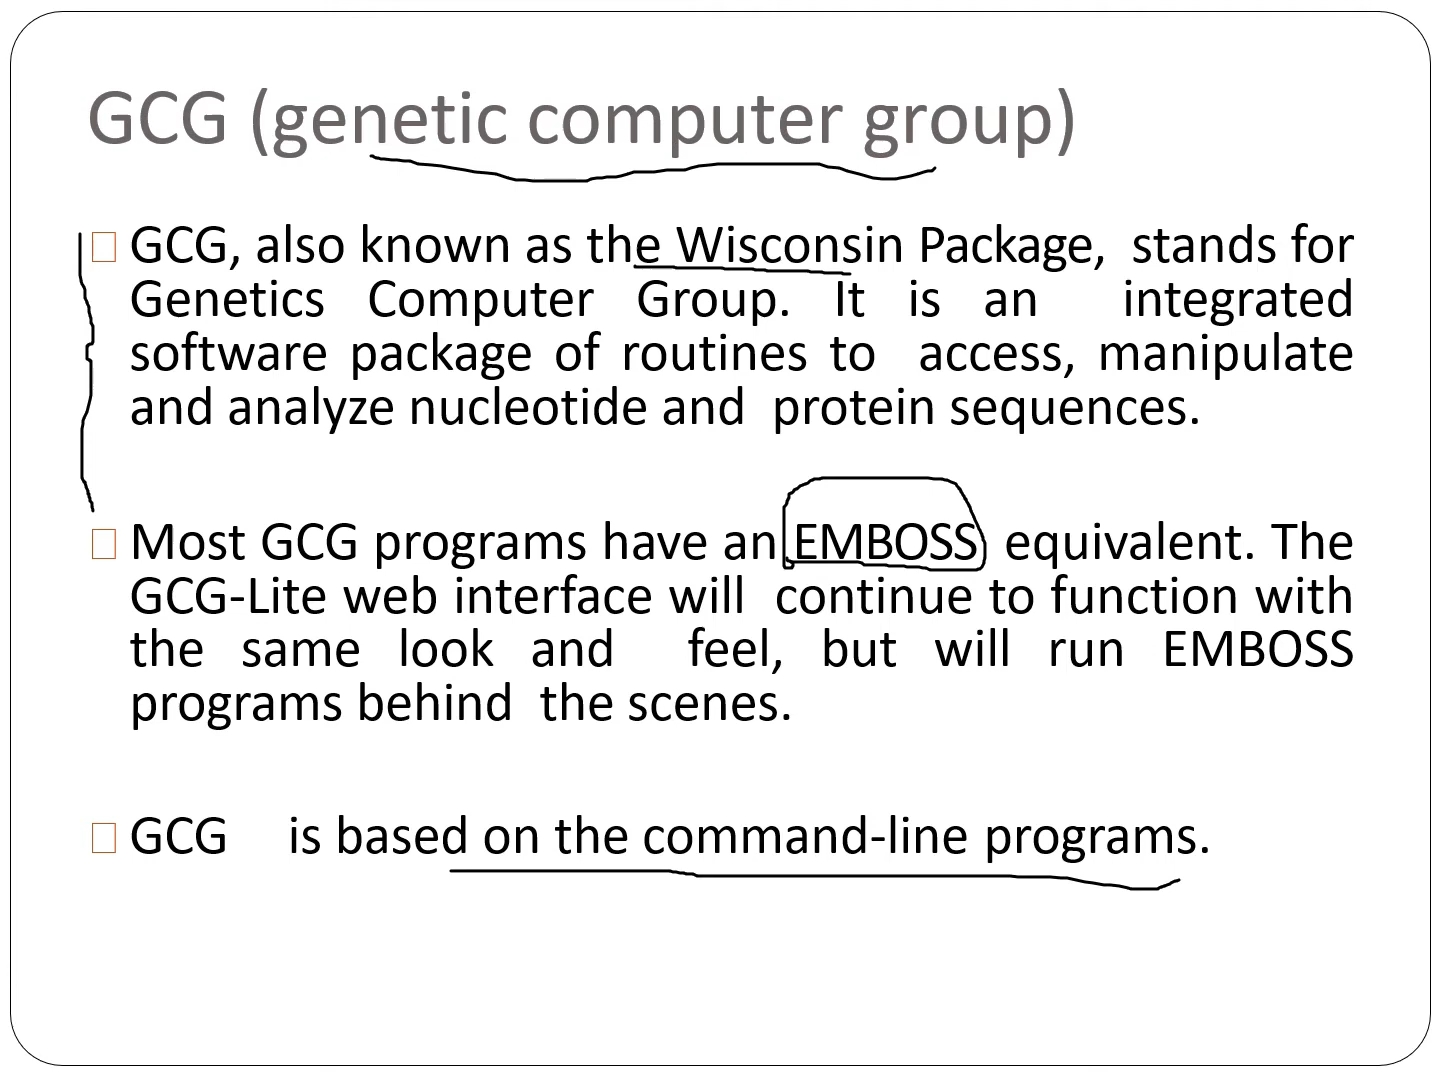 GCG (genetic computer group)
GCG, also known as the Wisconsin Package, stands for
Genetics Computer Group. It is an integrated
software package of routines to access, manipulate
and analyze nucleotide and protein sequences.
Most GCG programs have an EMBOSS equivalent. The
GCG-Lite web interface will continue to function with
the same look and feel, but will run EMBOSS
programs behind the scenes.
GCG is based on the command-line programs.